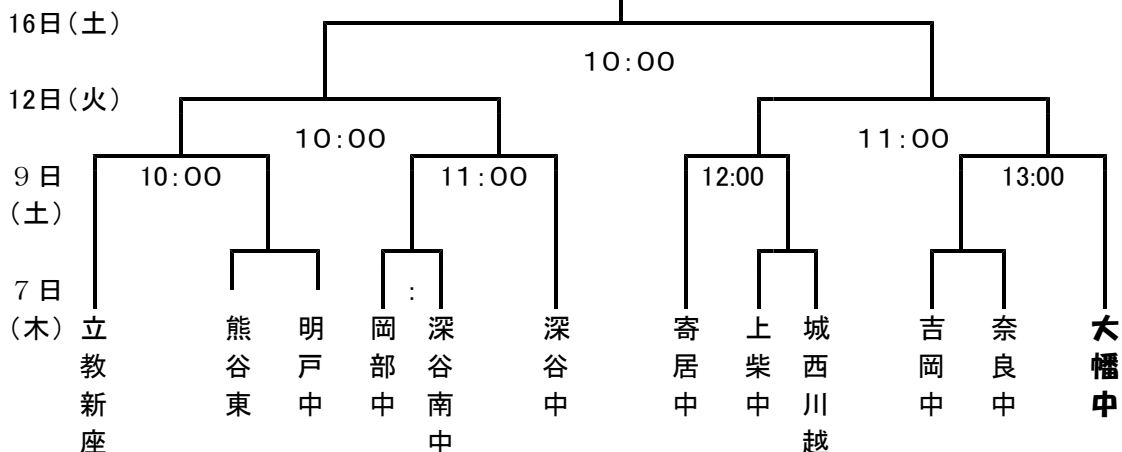 16日(土)
10:00
12日(火)
10:00
11:00
9 日
(土)
10:00
11:00
12:00
13:00
7 日
(木)
:
立教新座
熊谷東
明戸中
岡部中
深谷南中
深谷中
寄居中
上柴中
城西川越
吉岡中
奈良中
大幡中